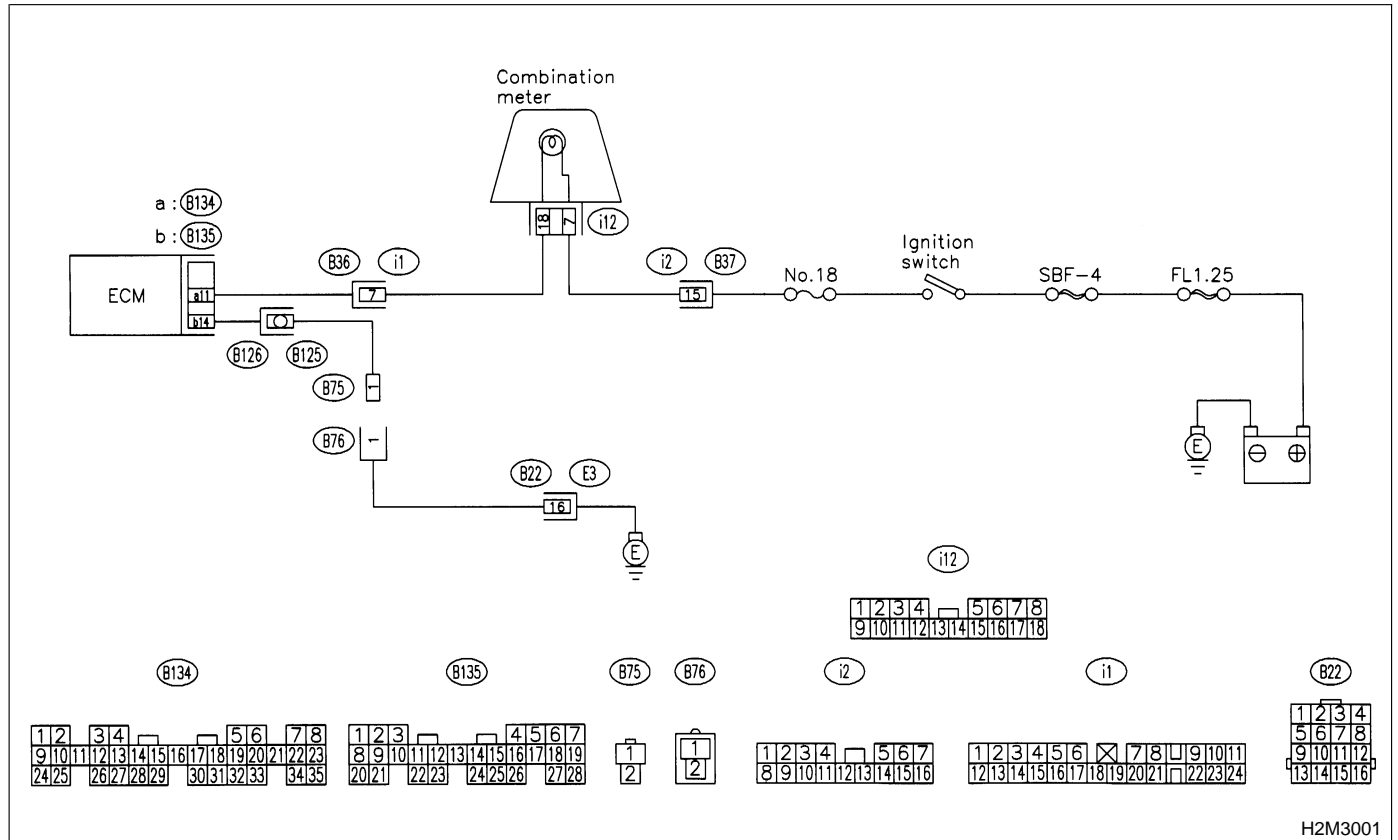 Combination
meter
a : B134
b : B135
18 7 i12
B36 i1
i2 B37
Ignition
switch
No.18
SBF-4
FL1.25
ECM
a11
7
15
b14
B126 B125
B75 1
B76 1
E
⊖ ⊕
B22 E3
16
E
i12
1 2 3 4 5 6 7 8
9 10 11 12 13 14 15 16 17 18
B134
1 2 3 4 5 6 7 8
9 10 11 12 13 14 15 16 17 18 19 20 21 22 23
24 25 26 27 28 29 30 31 32 33 34 35
B135
1 2 3 4 5 6 7
8 9 10 11 12 13 14 15 16 17 18 19
20 21 22 23 24 25 26 27 28
B75
1
2
B76
1
2
i2
1 2 3 4 5 6 7
8 9 10 11 12 13 14 15 16
i1
1 2 3 4 5 6 7 8 9 10 11
12 13 14 15 16 17 18 19 20 21 22 23 24
B22
1 2 3 4
5 6 7 8
9 10 11 12
13 14 15 16
H2M3001